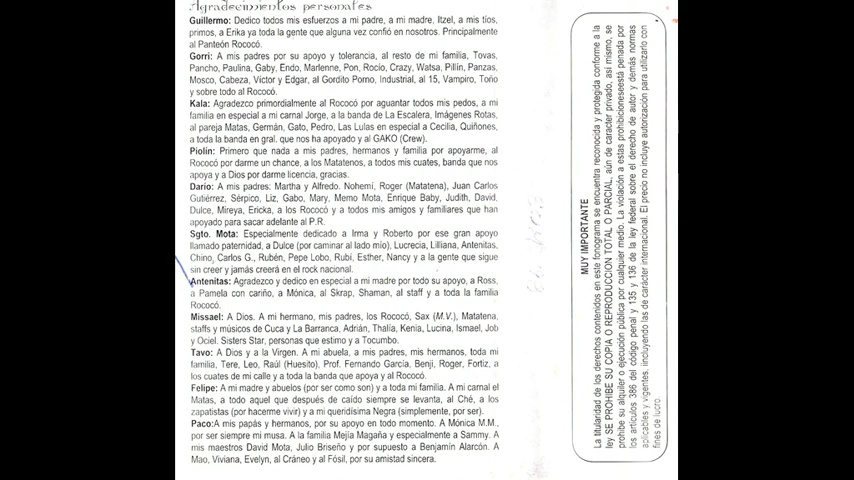 Agradecimientos personales
Guillermo: Dedico todos mis esfuerzos a mi padre, a mi madre, Itzel, a mis tíos,
primos, a Erika ya toda la gente que alguna vez confió en nosotros. Principalmente
al Panteón Rococó.
Gorri: A mis padres por su apoyo y tolerancia, al resto de mi familia, Tovas,
Pancho, Paulina, Gaby, Endo, Marlenne, Pon, Rocío, Crazy, Watsa, Pillín, Panzas,
Mosco, Cabeza, Víctor y Edgar, al Gordito Porno, Industrial, al 15, Vampiro, Toño
y sobre todo al Rococó.
Kala: Agradezco primordialmente al Rococó por aguantar todos mis pedos, a mi
familia en especial a mi carnal Jorge, a la banda de La Escalera, Imágenes Rotas,
al pareja Matas, Germán, Gato, Pedro, Las Lulas en especial a Cecilia, Quiñones,
a toda la banda en gral. que nos ha apoyado y al GAKO (Crew).
Piolín: Primero que nada a mis padres, hermanos y familia por apoyarme, al
Rococó por darme un chance, a los Matatenos, a todos mis cuates, banda que nos
apoya y a Dios por darme licencia, gracias.
Darío: A mis padres: Martha y Alfredo. Nohemí, Roger (Matatena), Juan Carlos
Gutiérrez, Sérpico, Liz, Gabo, Mary, Memo Mota, Enrique Baby, Judith, David,
Dulce, Mireya, Ericka, a los Rococó y a todos mis amigos y familiares que han
apoyado para sacar adelante al P.R.
Sgto. Mota: Especialmente dedicado a Irma y Roberto por ese gran apoyo
llamado paternidad, a Dulce (por caminar al lado mío). Lucrecia, Lilliana, Antenitas,
Chino, Carlos G., Rubén, Pepe Lobo, Rubí, Esther, Nancy y a la gente que sigue
sin creer y jamás creerá en el rock nacional.
Antenitas: Agradezco y dedico en especial a mi madre por todo su apoyo, a Ross,
a Pamela con cariño, a Mónica, al Skrap, Shaman, al staff y a toda la familia
Rococó.
Missael: A Dios. A mi hermano, mis padres, los Rococó, Sax (M.V.), Matatena,
staffs y músicos de Cuca y La Barranca, Adrián, Thalía, Kenia, Lucina, Ismael, Job
y Ociel. Sisters Star, personas que estimo y a Tocumbo.
Tavo: A Dios y a la Virgen. A mi abuela, a mis padres, mis hermanos, toda mi
familia, Tere, Leo, Raúl (Huesito), Prof. Fernando García, Benji, Roger, Fortiz, a
los cuates de mi calle y a toda la banda que apoya y al Rococó.
Felipe: A mi madre y abuelos (por ser como son) y a toda mi familia. A mi carnal el
Matas, a todo aquel que después de caído siempre se levanta, al Ché, a los
zapatistas (por hacerme vivir) y a mi queridísima Negra (simplemente, por ser).
Paco:A mis papás y hermanos, por su apoyo en todo momento. A Mónica M.M.,
por ser siempre mi musa. A la familia Mejía Magaña y especialmente a Sammy. A
mis maestros David Mota, Julio Briseño y por supuesto a Benjamín Alarcón. A
Mao, Viviana, Evelyn, al Cráneo y al Fósil, por su amistad sincera.
MUY IMPORTANTE
La titularidad de los derechos contenidos en este fonograma se encuentra reconocida y protegida conforme a la
ley SE PROHIBE SU COPIA O REPRODUCCION TOTAL O PARCIAL, aún de carácter privado, así mismo, se
prohibe su alquiler o ejecución pública por cualquier medio. La violación a estas prohibicioneseestá penada por
los artículos 386 del código penal y 135 y 136 de la ley federal sobre el derecho de autor y demás normas
aplicables y vigentes, iincluyendo las de carácter internacional. El precio no incluye autorización para utilizarlo con
fines de lucro.